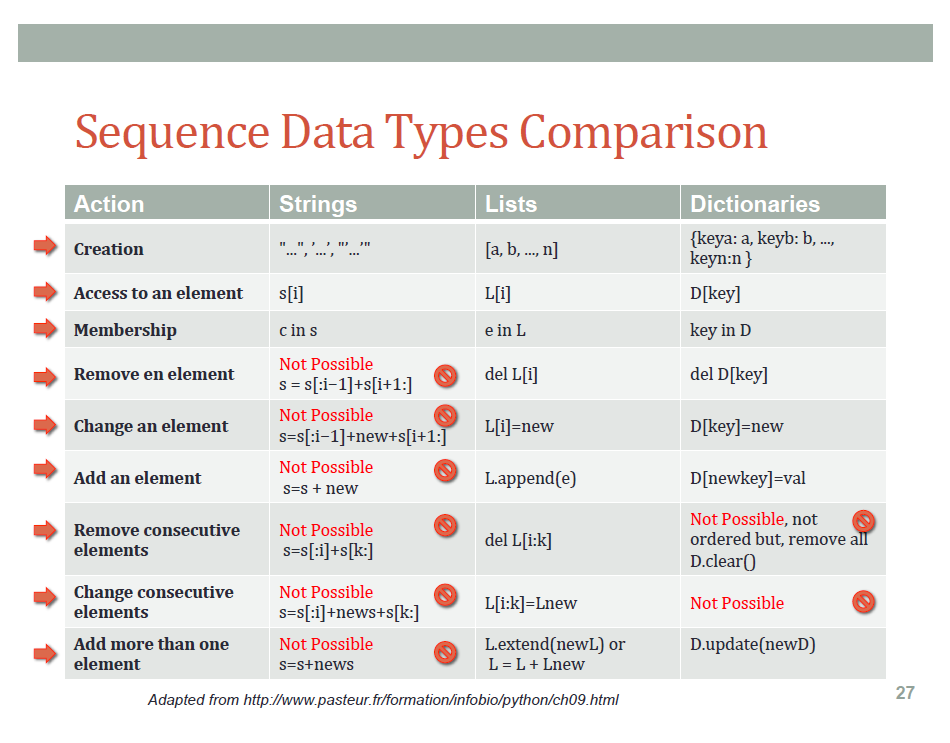 Sequence Data Types Comparison
Action Strings Lists Dictionaries
Creation "...", ’...’, "’...’" [a, b, ..., n] {keya: a, keyb: b, ...,
keyn:n }
Access to an element s[i] L[i] D[key]
Membership c in s e in L key in D
Remove en element Not Possible
s = s[:i−1]+s[i+1:] del L[i] del D[key]
Change an element Not Possible
s=s[:i−1]+new+s[i+1:] L[i]=new D[key]=new
Add an element Not Possible
s=s + new L.append(e) D[newkey]=val
Remove consecutive
elements Not Possible
s=s[:i]+s[k:] del L[i:k] Not Possible, not
ordered but, remove all
D.clear()
Change consecutive
elements Not Possible
s=s[:i]+news+s[k:] L[i:k]=Lnew Not Possible
Add more than one
element Not Possible
s=s+news L.extend(newL) or
L = L + Lnew D.update(newD)
Adapted from http://www.pasteur.fr/formation/infobio/python/ch09.html
27